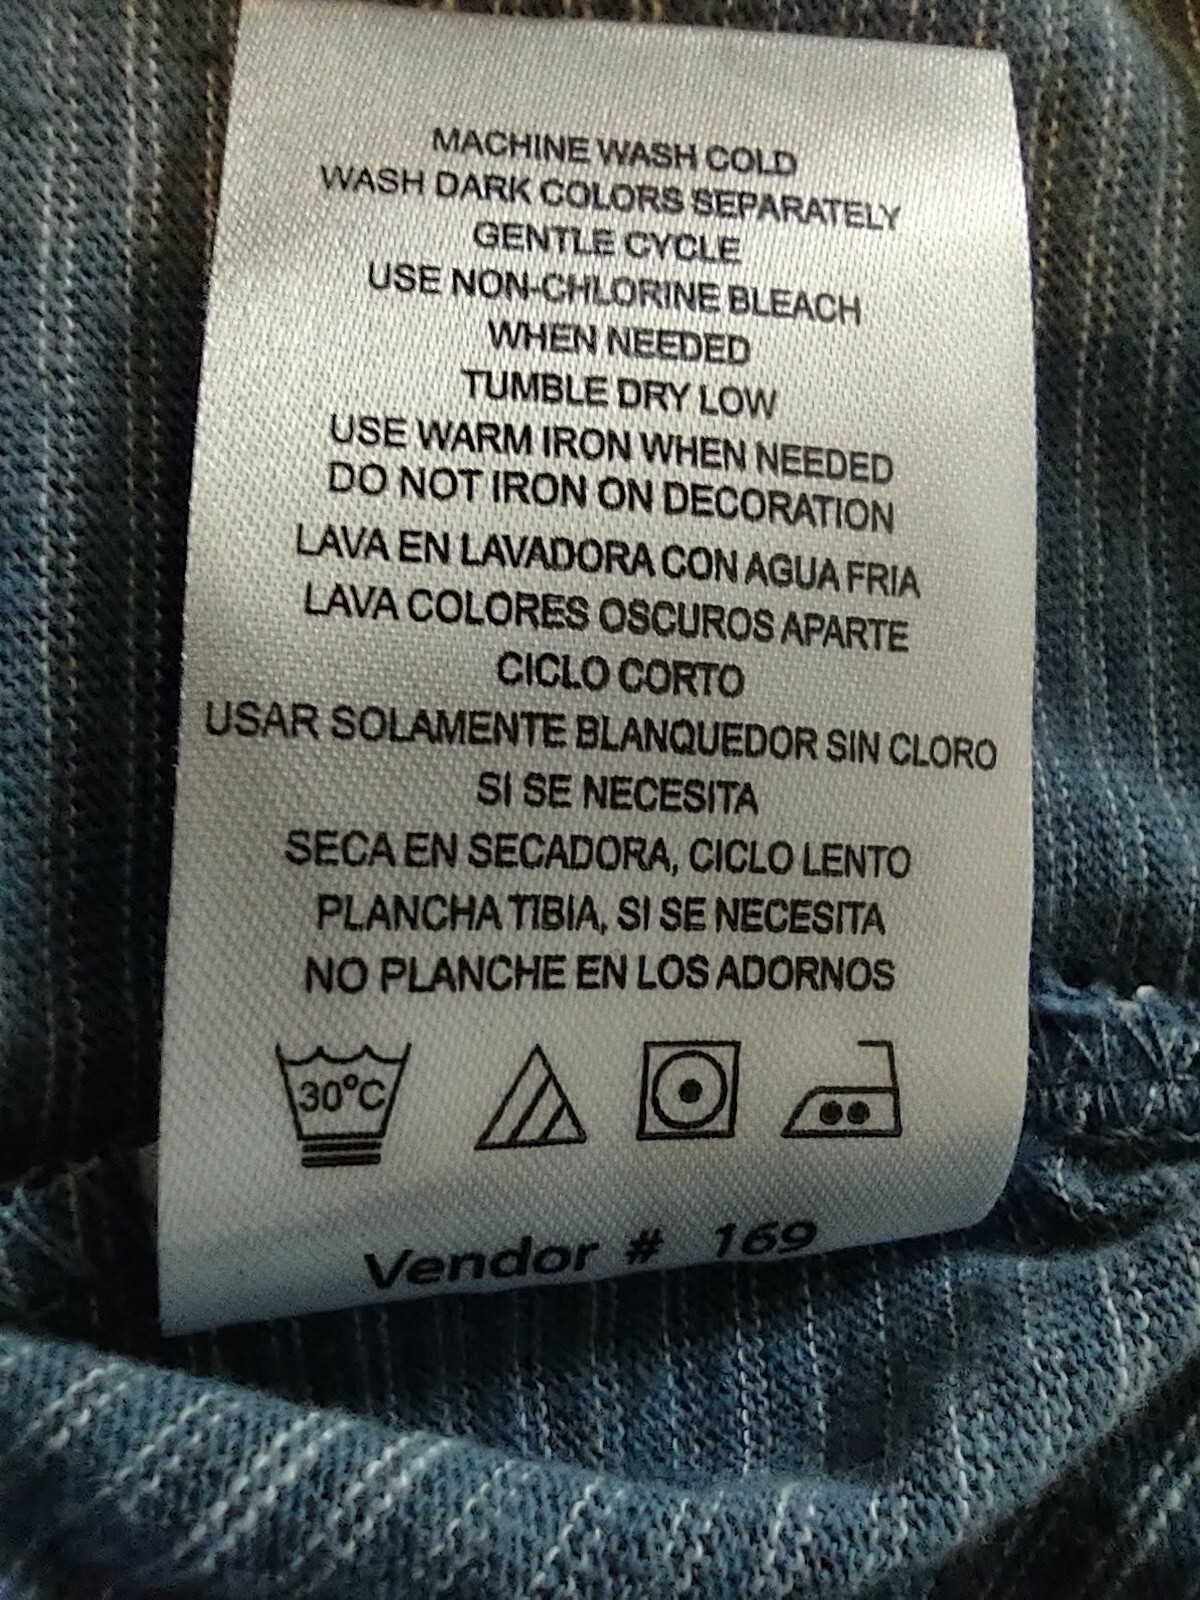 MACHINE WASH COLD
WASH DARK COLORS SEPARATELY
GENTLE CYCLE
USE NON-CHLORINE BLEACH
WHEN NEEDED
TUMBLE DRY LOW
USE WARM IRON WHEN NEEDED
DO NOT IRON ON DECORATION
LAVA EN LAVADORA CON AGUA FRIA
LAVA COLORES OSCUROS APARTE
CICLO CORTO
USAR SOLAMENTE BLANQUEDOR SIN CLORO
SI SE NECESITA
SECA EN SECADORA, CICLO LENTO
PLANCHA TIBIA, SI SE NECESITA
NO PLANCHE EN LOS ADORNOS
30°C
Vendor # 169